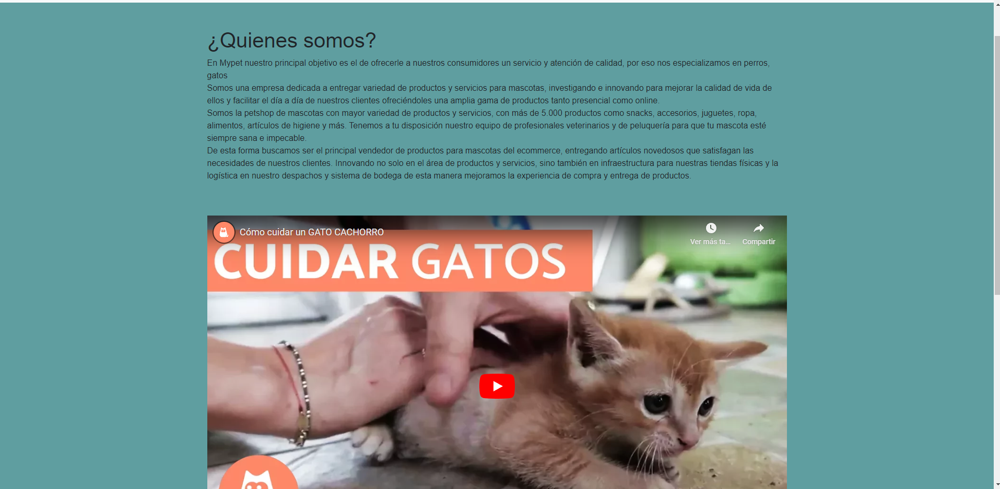 ¿Quienes somos?
En Mypet nuestro principal objetivo es el de ofrecerle a nuestros consumidores un servicio y atención de calidad, por eso nos especializamos en perros,
gatos
Somos una empresa dedicada a entregar variedad de productos y servicios para mascotas, investigando e innovando para mejorar la calidad de vida de
ellos y facilitar el día a día de nuestros clientes ofreciéndoles una amplia gama de productos tanto presencial como online.
Somos la petshop de mascotas con mayor variedad de productos y servicios, con más de 5.000 productos como snacks, accesorios, juguetes, ropa,
alimentos, artículos de higiene y más. Tenemos a tu disposición nuestro equipo de profesionales veterinarios y de peluquería para que tu mascota esté
siempre sana e impecable.
De esta forma buscamos ser el principal vendedor de productos para mascotas del ecommerce, entregando artículos novedosos que satisfagan las
necesidades de nuestros clientes. Innovando no solo en el área de productos y servicios, sino también en infraestructura para nuestras tiendas físicas y la
logística en nuestro despachos y sistema de bodega de esta manera mejoramos la experiencia de compra y entrega de productos.
Cómo cuidar un GATO CACHORRO
Ver más ta...
Compartir
CUIDAR GATOS